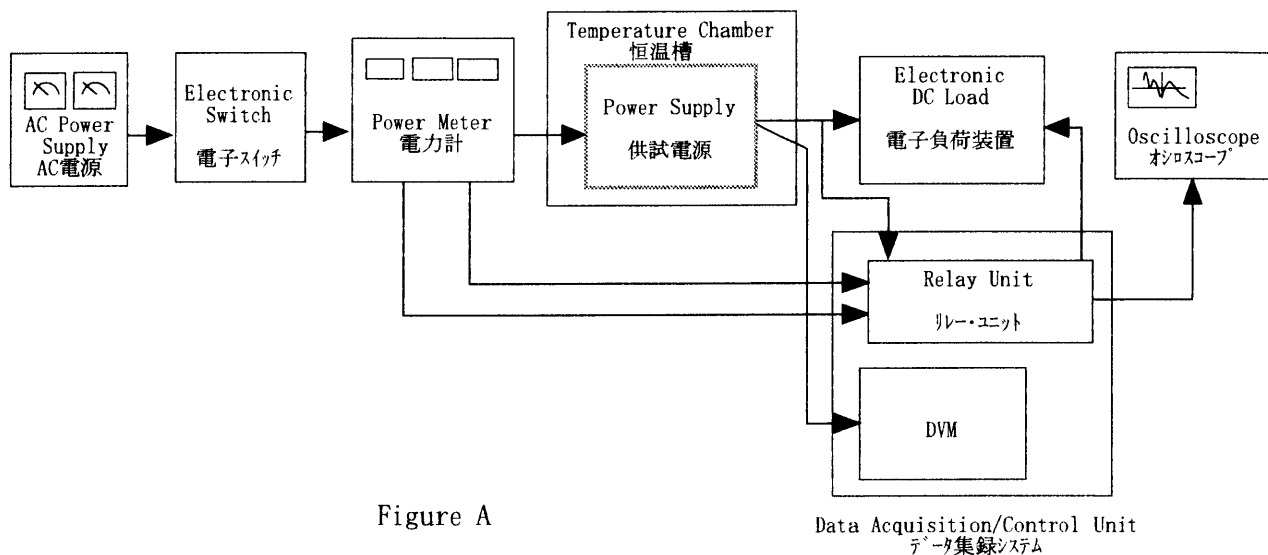 AC Power
Supply
AC電源
Electronic
Switch
電子スイッチ
Power Meter
電力計
Temperature Chamber
恒温槽
Power Supply
供試電源
Electronic
DC Load
電子負荷装置
Oscilloscope
オシロスコープ
Relay Unit
リレー・ユニット
DVM
Data Acquisition/Control Unit
データ集録システム
Figure A